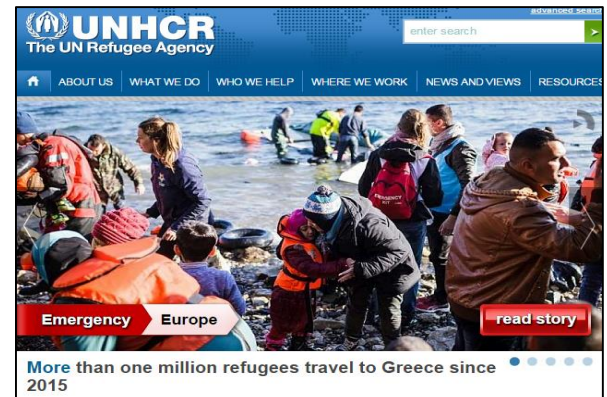 advanced search
UNHCR
The UN Refugee Agency
enter search
ABOUT US WHAT WE DO WHO WE HELP WHERE WE WORK NEWS AND VIEWS RESOURCES
EMERGENCY
Emergency Europe
read story
More than one million refugees travel to Greece since
2015